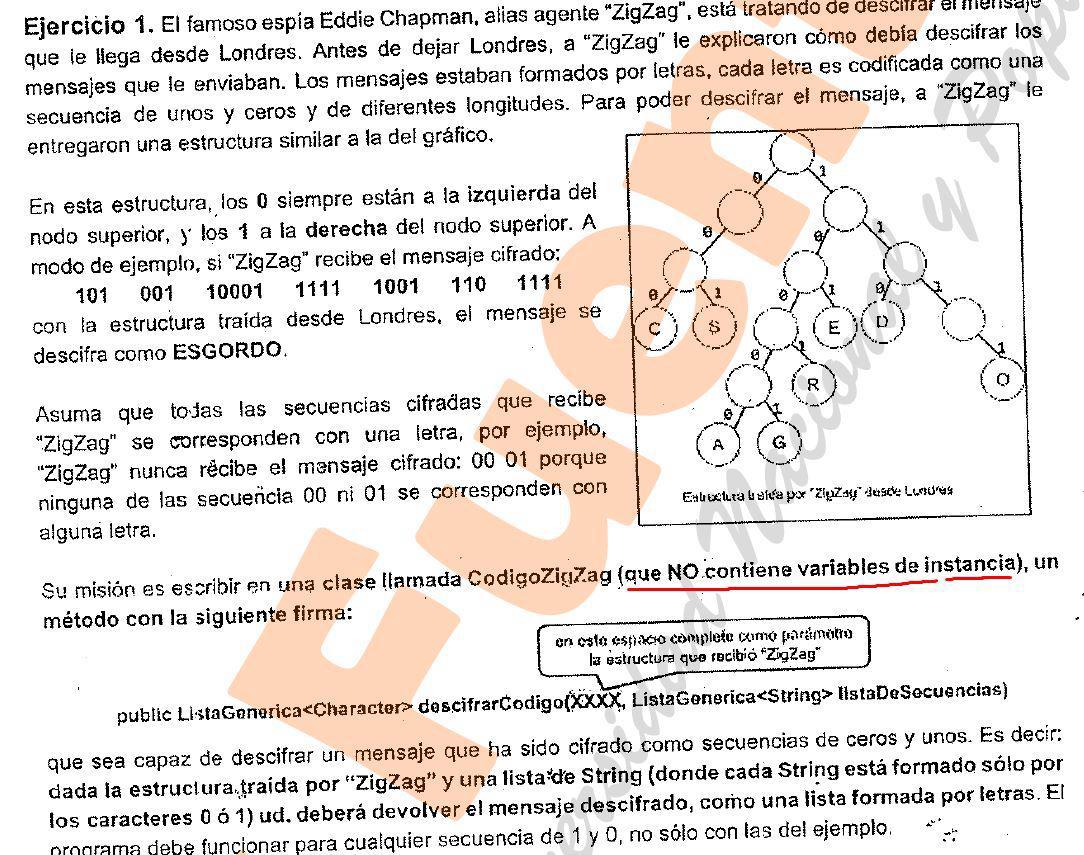 Ejercicio 1. El famoso espía Eddie Chapman, alias agente "ZigZag", está tratando de descifrar el mensaje
que le llega desde Londres. Antes de dejar Londres, a "ZigZag" le explicaron cómo debía descifrar los
mensajes que le enviaban. Los mensajes estaban formados por letras, cada letra es codificada como una
secuencia de unos y ceros y de diferentes longitudes. Para poder descifrar el mensaje, a "ZigZag" le
entregaron una estructura similar a la del gráfico.
En esta estructura, los 0 siempre están a la izquierda del
nodo superior, y los 1 a la derecha del nodo superior. A
modo de ejemplo, si "ZigZag" recibe el mensaje cifrado:
101 001 10001 1111 1001 110 1111
con la estructura traída desde Londres, el mensaje se
descifra como ESGORDO.
Asuma que todas las secuencias cifradas que recibe
"ZigZag" se corresponden con una letra, por ejemplo,
"ZigZag" nunca recibe el mensaje cifrado: 00 01 porque
ninguna de las secuencia 00 ni 01 se corresponden con
alguna letra.
0 1
0 0 1
0 1 0 1 0 1
C S E D
0 1 1
R O
0 1
A G
Estructura traída por "ZigZag" desde Londres
Su misión es escribir en una clase llamada CodigoZigZag (que NO contiene variables de instancia), un
método con la siguiente firma:
en este espacio complete como parámetro
la estructura que recibió "ZigZag"
public ListaGenerica<Character> descifrarCodigo(XXXX, ListaGenerica<String> listaDeSecuencias)
que sea capaz de descifrar un mensaje que ha sido cifrado como secuencias de ceros y unos. Es decir:
dada la estructura traída por "ZigZag" y una lista de String (donde cada String está formado sólo por
los caracteres 0 ó 1) ud. deberá devolver el mensaje descifrado, como una lista formada por letras. El
programa debe funcionar para cualquier secuencia de 1 y 0, no sólo con las del ejemplo.
Nacional y Pop